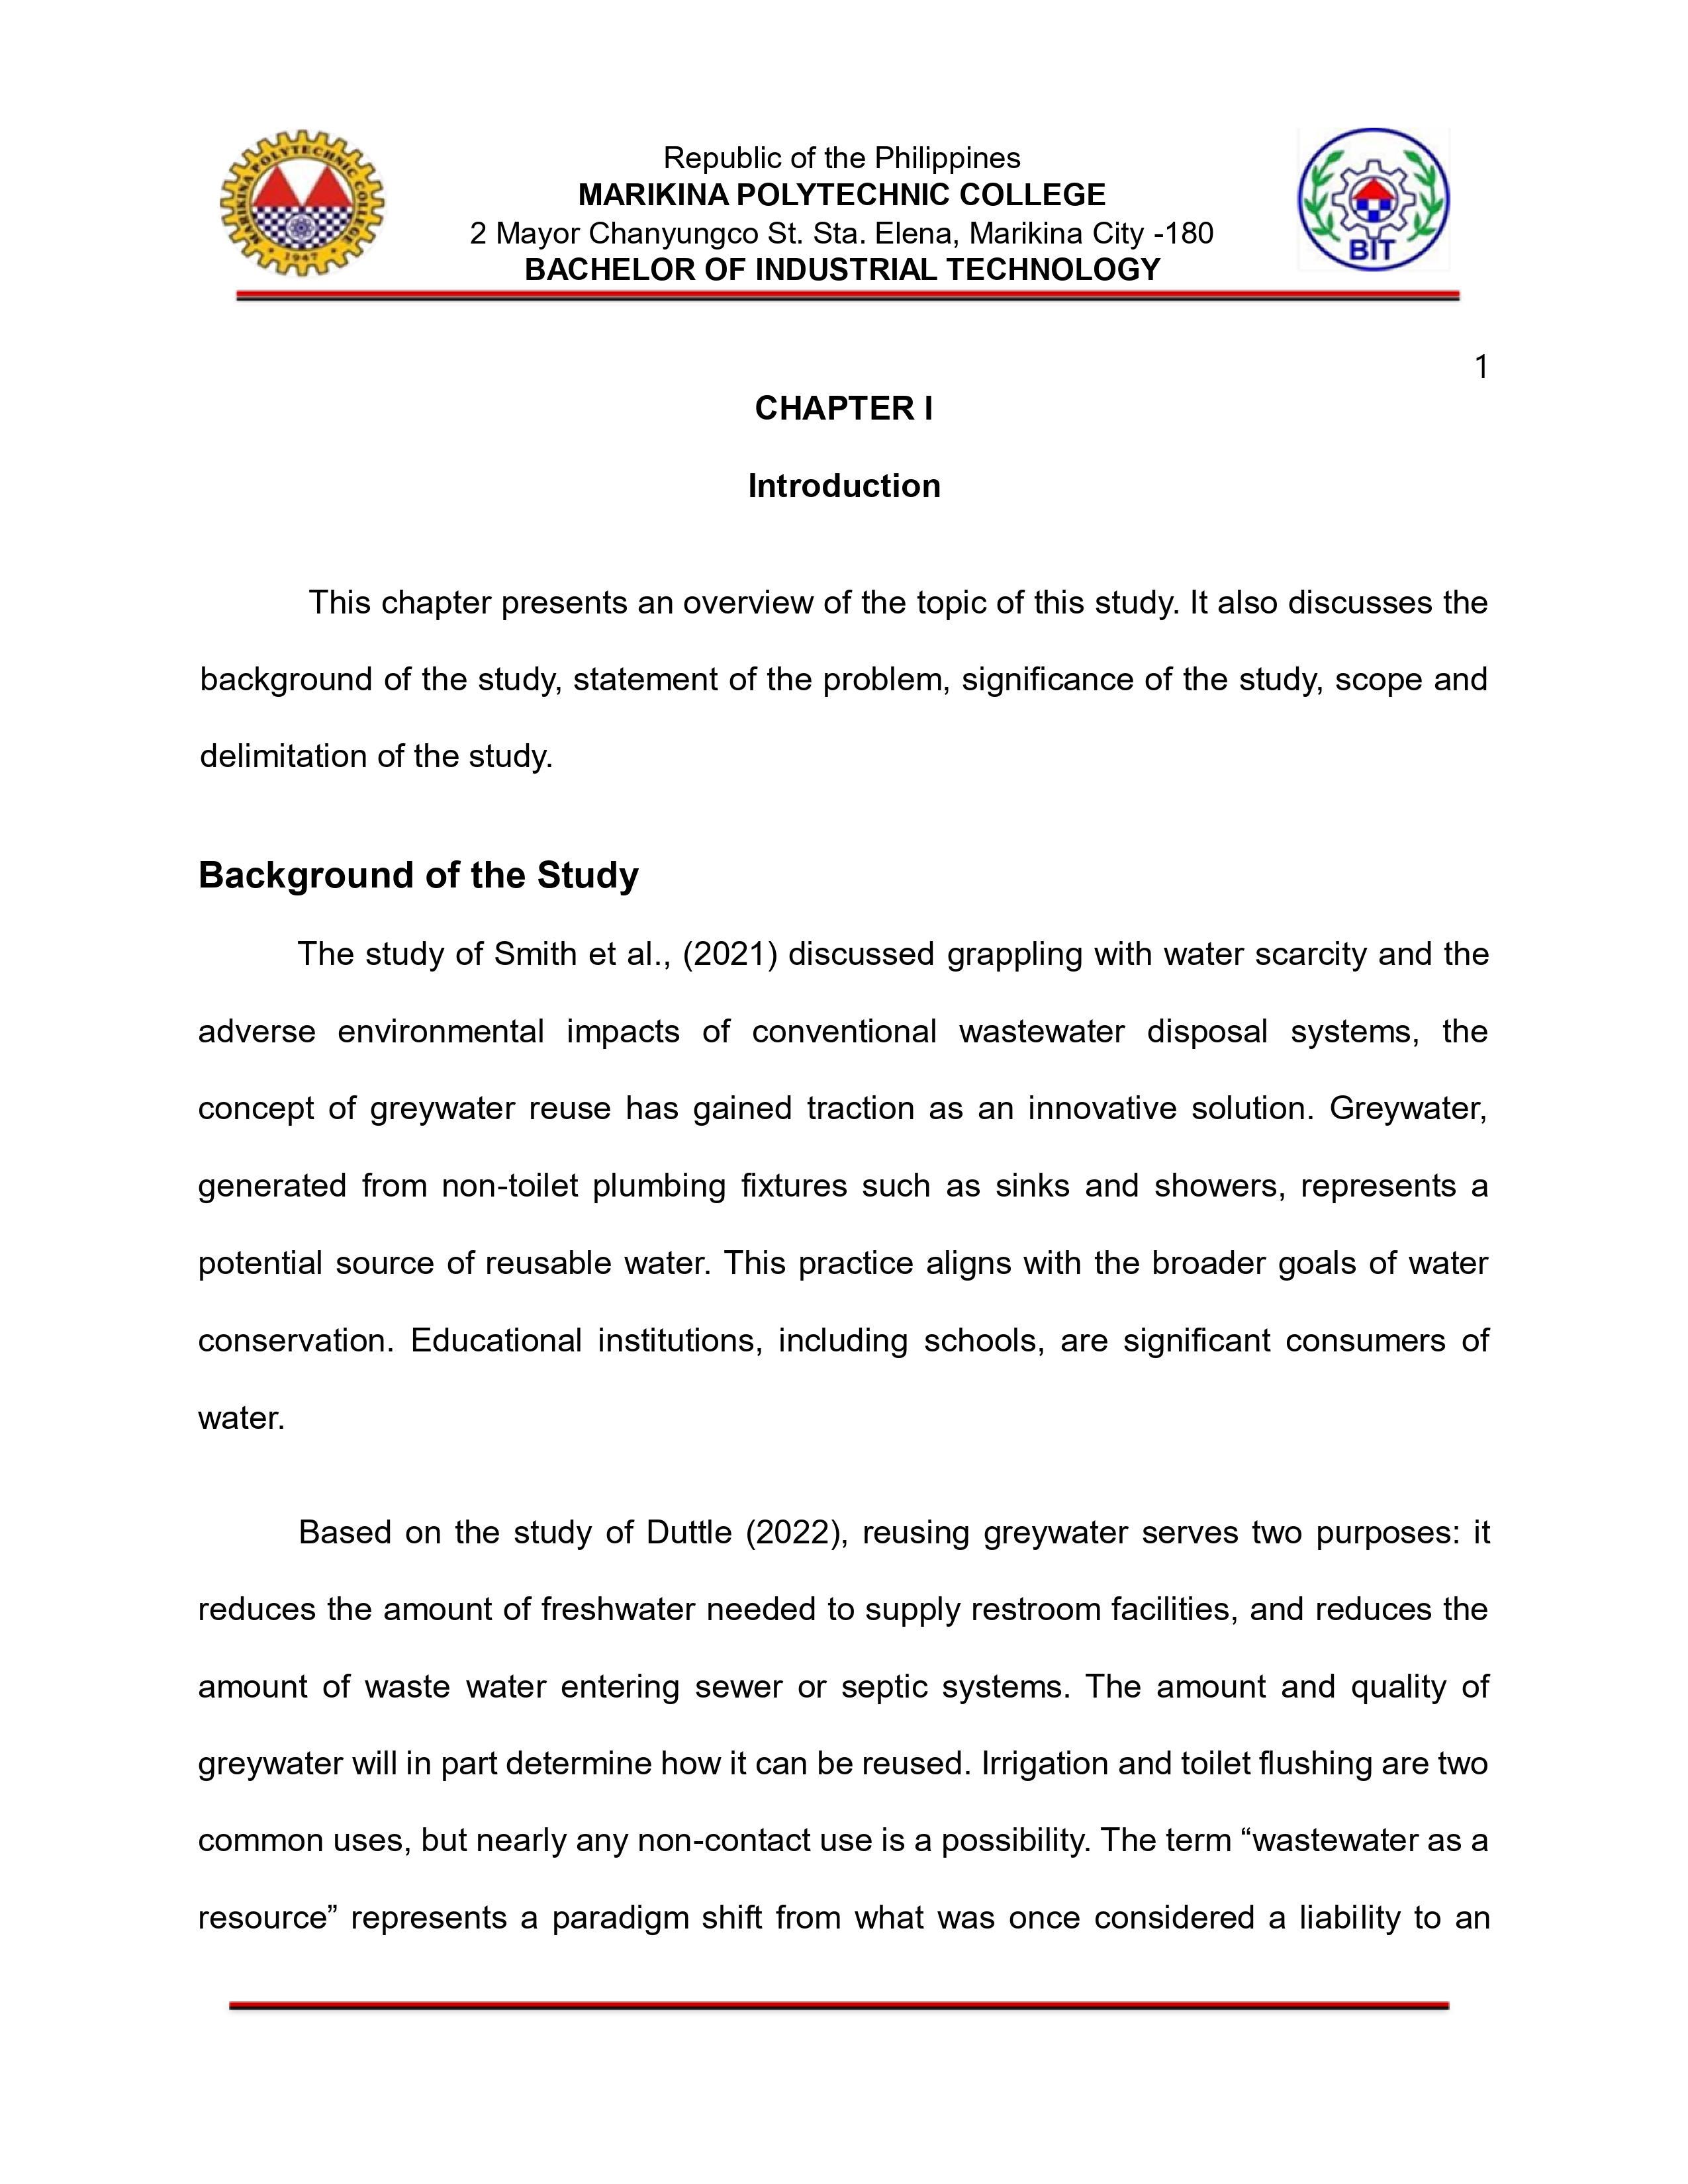 MARIKINA POLYTECHNIC COLLEGE
1947
Republic of the Philippines
MARIKINA POLYTECHNIC COLLEGE
2 Mayor Chanyungco St. Sta. Elena, Marikina City -180
BACHELOR OF INDUSTRIAL TECHNOLOGY
BIT
1
CHAPTER I
Introduction
This chapter presents an overview of the topic of this study. It also discusses the
background of the study, statement of the problem, significance of the study, scope and
delimitation of the study.
Background of the Study
The study of Smith et al., (2021) discussed grappling with water scarcity and the
adverse environmental impacts of conventional wastewater disposal systems, the
concept of greywater reuse has gained traction as an innovative solution. Greywater,
generated from non-toilet plumbing fixtures such as sinks and showers, represents a
potential source of reusable water. This practice aligns with the broader goals of water
conservation. Educational institutions, including schools, are significant consumers of
water.
Based on the study of Duttle (2022), reusing greywater serves two purposes: it
reduces the amount of freshwater needed to supply restroom facilities, and reduces the
amount of waste water entering sewer or septic systems. The amount and quality of
greywater will in part determine how it can be reused. Irrigation and toilet flushing are two
common uses, but nearly any non-contact use is a possibility. The term “wastewater as a
resource” represents a paradigm shift from what was once considered a liability to an